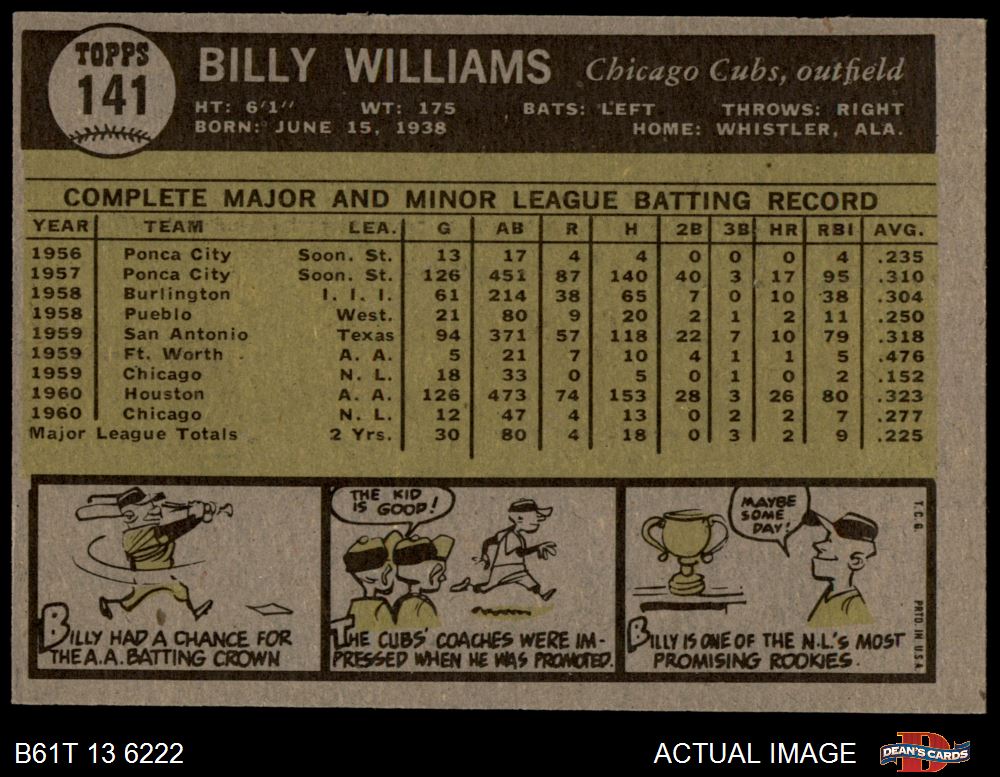 TOPPS
141
BILLY WILLIAMS Chicago Cubs, outfield
HT: 6'1" WT: 175 BATS: LEFT THROWS: RIGHT
BORN: JUNE 15, 1938 HOME: WHISTLER, ALA.
COMPLETE MAJOR AND MINOR LEAGUE BATTING RECORD
YEAR TEAM LEA. G AB R H 2B 3B HR RBI AVG.
1956 Ponca City Soon. St. 13 17 4 4 0 0 0 4 .235
1957 Ponca City Soon. St. 126 451 87 140 40 3 17 95 .310
1958 Burlington I. I. I. 61 214 38 65 7 0 10 38 .304
1958 Pueblo West. 21 80 9 20 2 1 2 11 .250
1959 San Antonio Texas 94 371 57 118 22 7 10 79 .318
1959 Ft. Worth A. A. 5 21 7 10 4 1 1 5 .476
1959 Chicago N. L. 18 33 0 5 0 1 0 2 .152
1960 Houston A. A. 126 473 74 153 28 3 26 80 .323
1960 Chicago N. L. 12 47 4 13 0 2 2 7 .277
Major League Totals 2 Yrs. 30 80 4 18 0 3 2 9 .225
BILLY HAD A CHANCE FOR
THE A.A. BATTING CROWN
THE KID
IS GOOD!
THE CUBS' COACHES WERE IM-
PRESSED WHEN HE WAS PROMOTED.
MAYBE
SOME
DAY!
BILLY IS ONE OF THE N.L.'S MOST
PROMISING ROOKIES.
T.C.G.
PRTD. IN U.S.A.
B61T 13 6222
ACTUAL IMAGE
DEAN'S CARDS